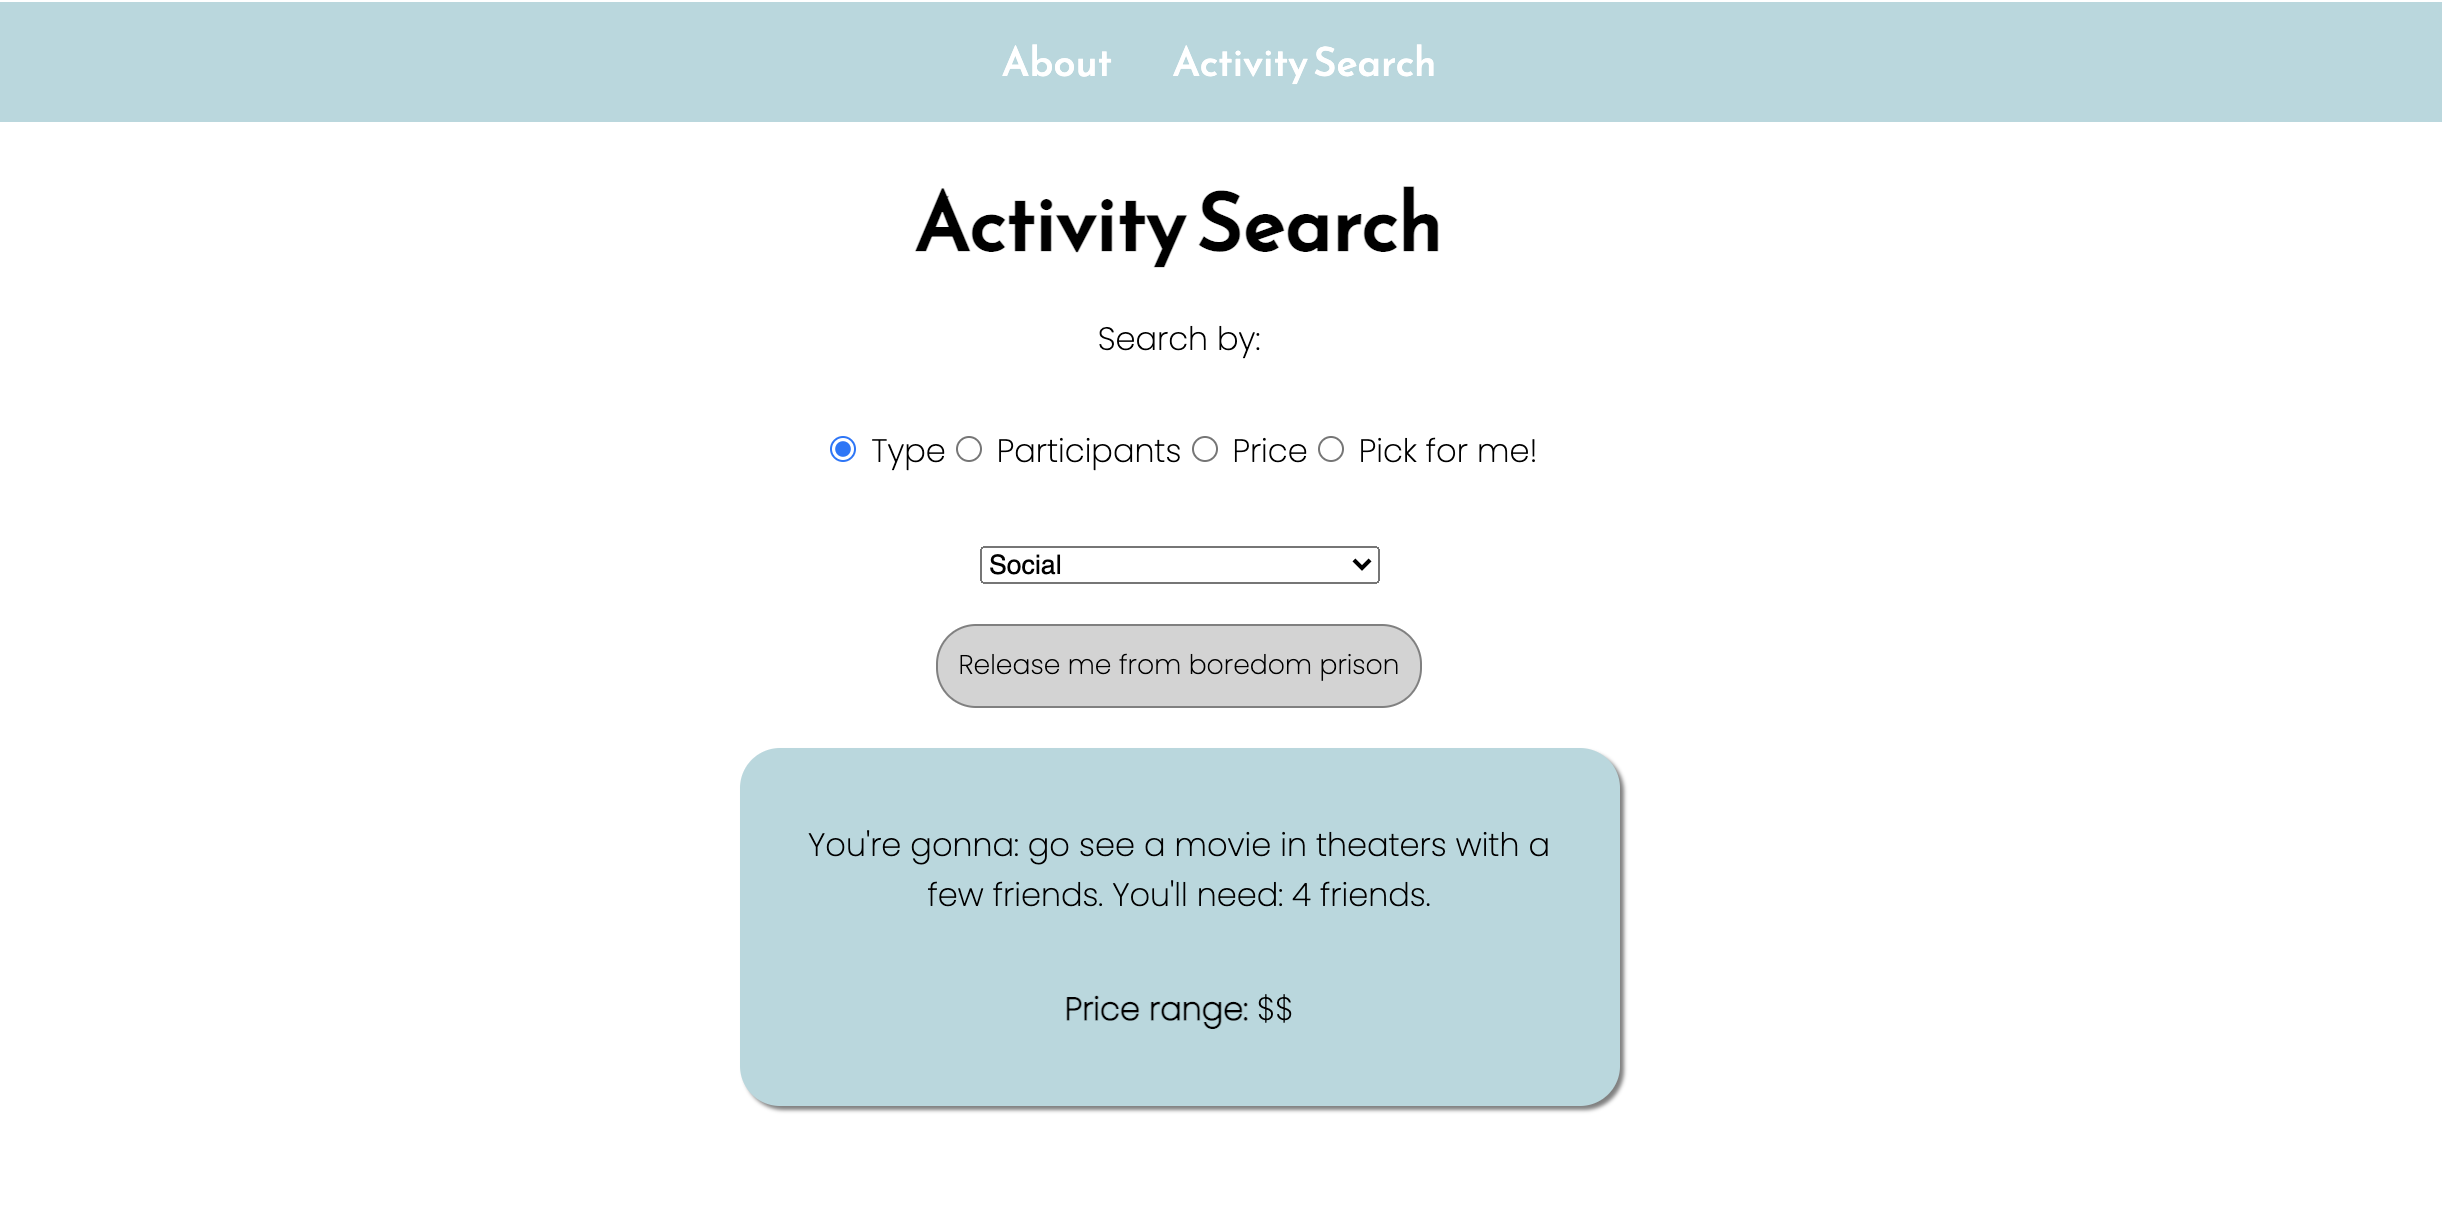 About Activity Search
Activity Search
Search by:
Type Participants Price Pick for me!
Social
Release me from boredom prison
You're gonna: go see a movie in theaters with a
few friends. You'll need: 4 friends.
Price range: $$